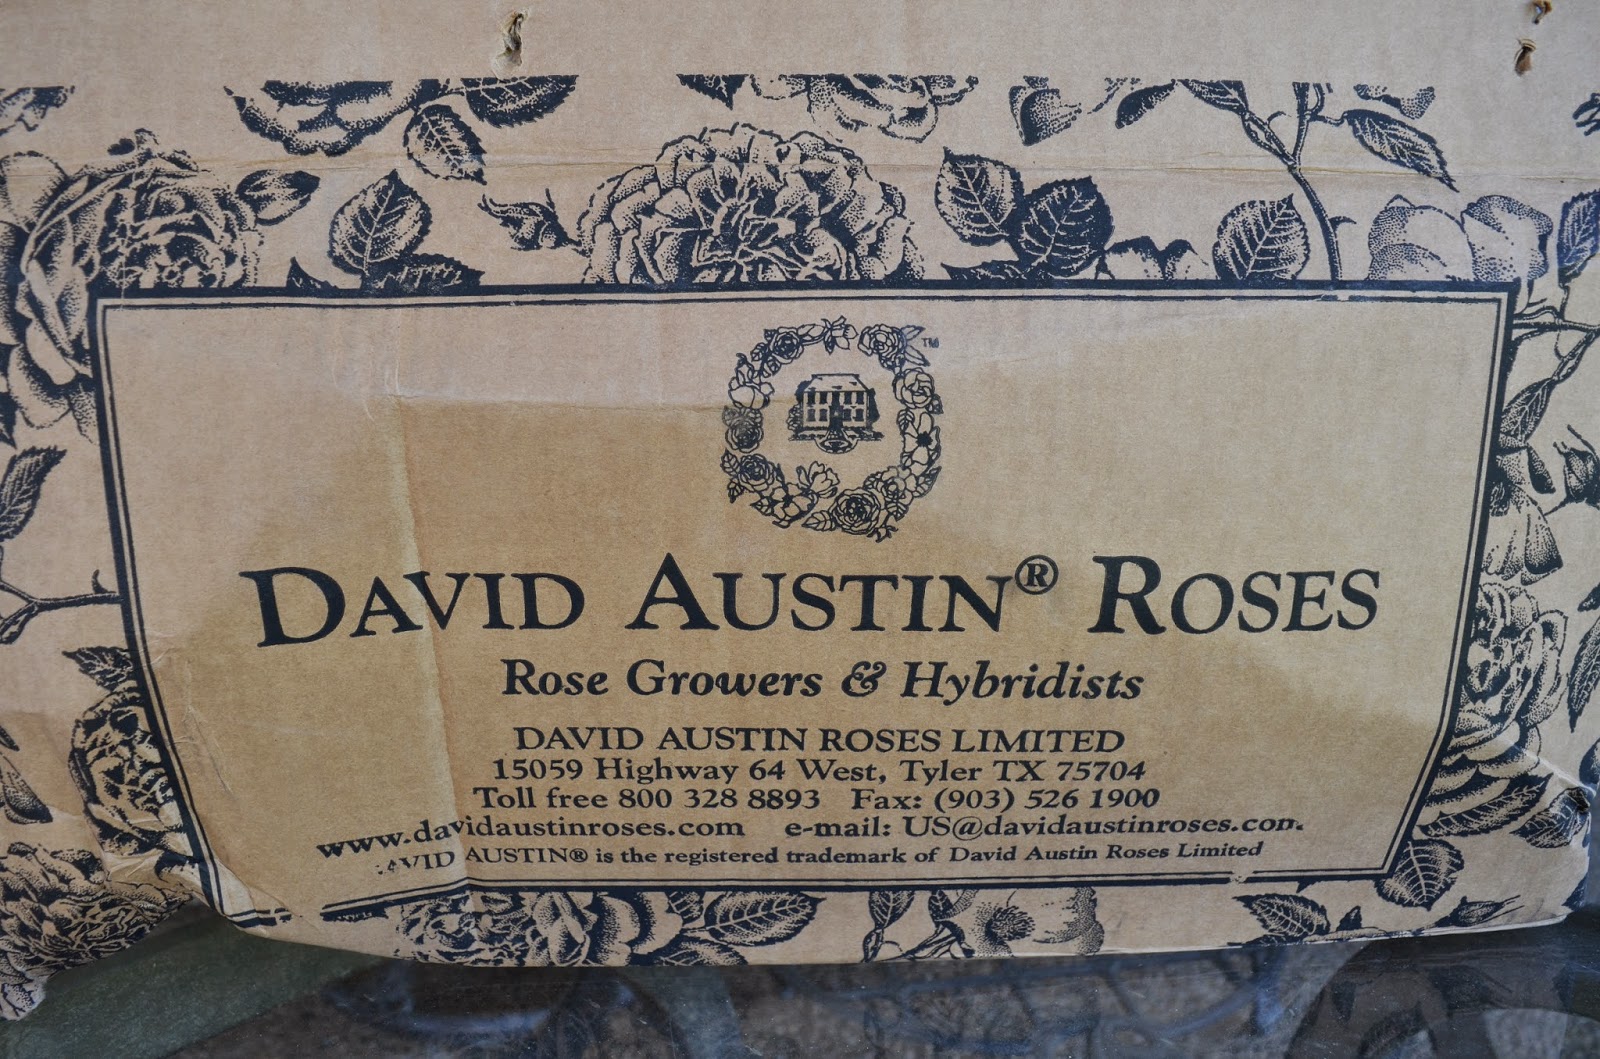 TM
DAVID AUSTIN® ROSES
Rose Growers & Hybridists
DAVID AUSTIN ROSES LIMITED
15059 Highway 64 West, Tyler TX 75704
Toll free 800 328 8893 Fax: (903) 526 1900
www.davidaustinroses.com e-mail: US@davidaustinroses.com
DAVID AUSTIN® is the registered trademark of David Austin Roses Limited